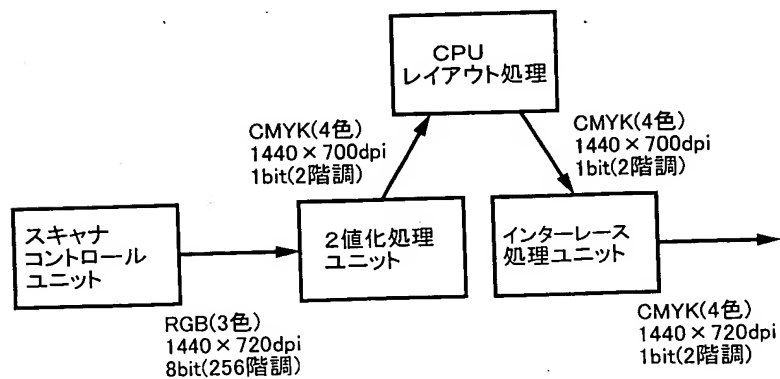 CPU
レイアウト処理
CMYK(4色)
1440×700dpi
1bit(2階調)
CMYK(4色)
1440×700dpi
1bit(2階調)
スキャナ
コントロール
ユニット
2値化処理
ユニット
インターレース
処理ユニット
RGB(3色)
1440×720dpi
8bit(256階調)
CMYK(4色)
1440×720dpi
1bit(2階調)